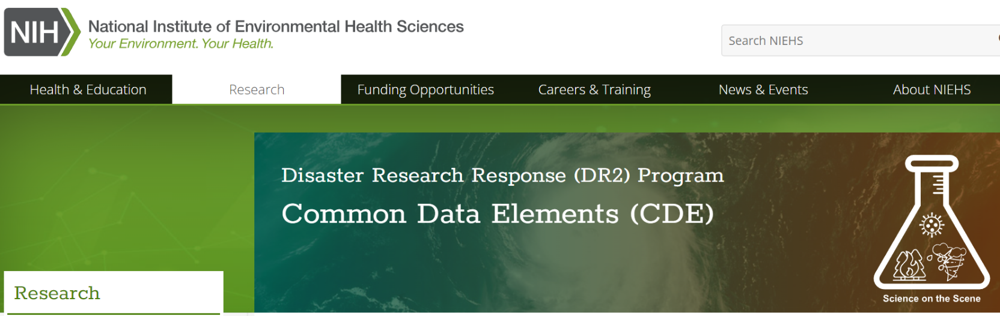 NIH
National Institute of Environmental Health Sciences
Your Environment. Your Health.
Search NIEHS
Health & Education
Research
Funding Opportunities
Careers & Training
News & Events
About NIEHS
Disaster Research Response (DR2) Program
Common Data Elements (CDE)
Science on the Scene
Research